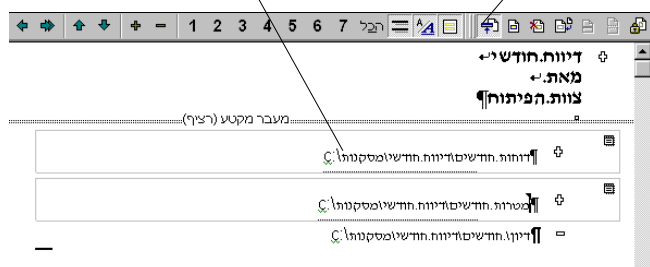 1 2 3 4 5 6 7 הכל
דיווח.חודשי
מאת.
צוות.הפיתוח¶
מעבר מקטע (רציף)
C:\דוחות.חודשים\דיווח.חודשי\מסקנות¶
C:\מטרות.חודשים\דיווח.חודשי\מסקנות¶
C:\דיון\.חודשים\דיווח.חודשי\מסקנות¶